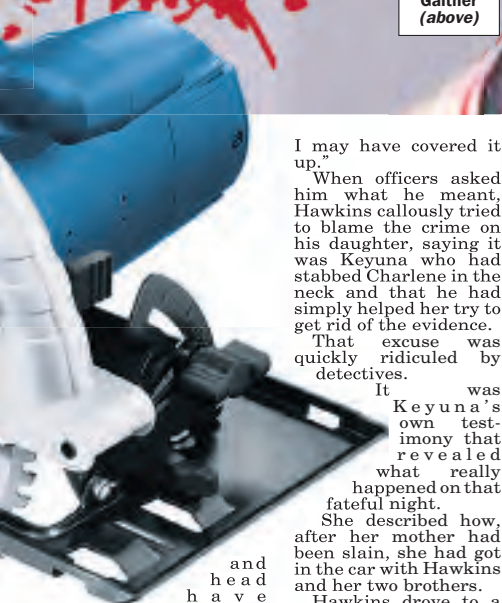 Gaither
(above)
and
head
have
I may have covered it
up."
When officers asked
him what he meant,
Hawkins callously tried
to blame the crime on
his daughter, saying it
was Keyuna who had
stabbed Charlene in the
neck and that he had
simply helped her try to
get rid of the evidence.
That excuse was
quickly ridiculed by
detectives.
It was
Keyuna's
own test-
imony that
revealed
what really
happened on that
fateful night.
She described how,
after her mother had
been slain, she had got
in the car with Hawkins
and her two brothers.
Hawkins drove to a